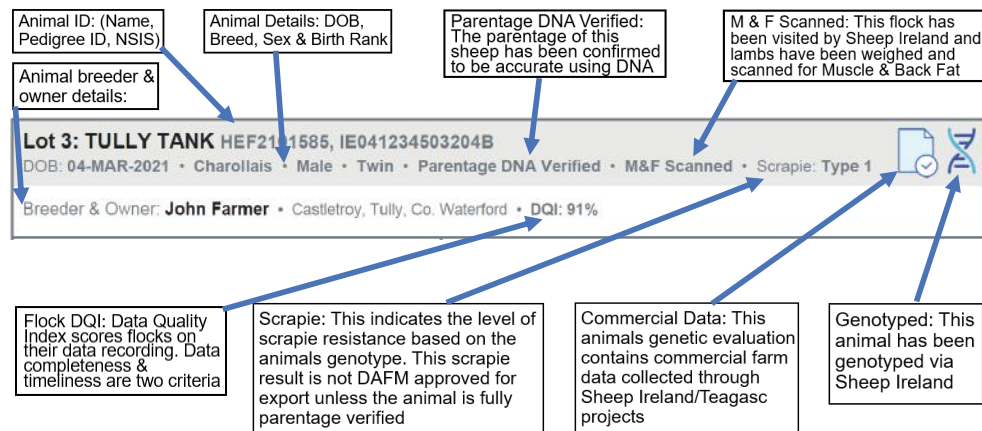 Animal ID: (Name,
Pedigree ID, NSIS)
Animal Details: DOB,
Breed, Sex & Birth Rank
Parentage DNA Verified:
The parentage of this
sheep has been confirmed
to be accurate using DNA
M & F Scanned: This flock has
been visited by Sheep Ireland and
lambs have been weighed and
scanned for Muscle & Back Fat
Animal breeder &
owner details:
Lot 3: TULLY TANK HEF2101585, IE041234503204B
DOB: 04-MAR-2021 • Charollais • Male • Twin • Parentage DNA Verified • M&F Scanned • Scrapie: Type 1
Breeder & Owner: John Farmer • Castletroy, Tully, Co. Waterford • DQI: 91%
Flock DQI: Data Quality
Index scores flocks on
their data recording. Data
completeness &
timeliness are two criteria
Scrapie: This indicates the level of
scrapie resistance based on the
animals genotype. This scrapie
result is not DAFM approved for
export unless the animal is fully
parentage verified
Commercial Data: This
animals genetic evaluation
contains commercial farm
data collected through
Sheep Ireland/Teagasc
projects
Genotyped: This
animal has been
genotyped via
Sheep Ireland